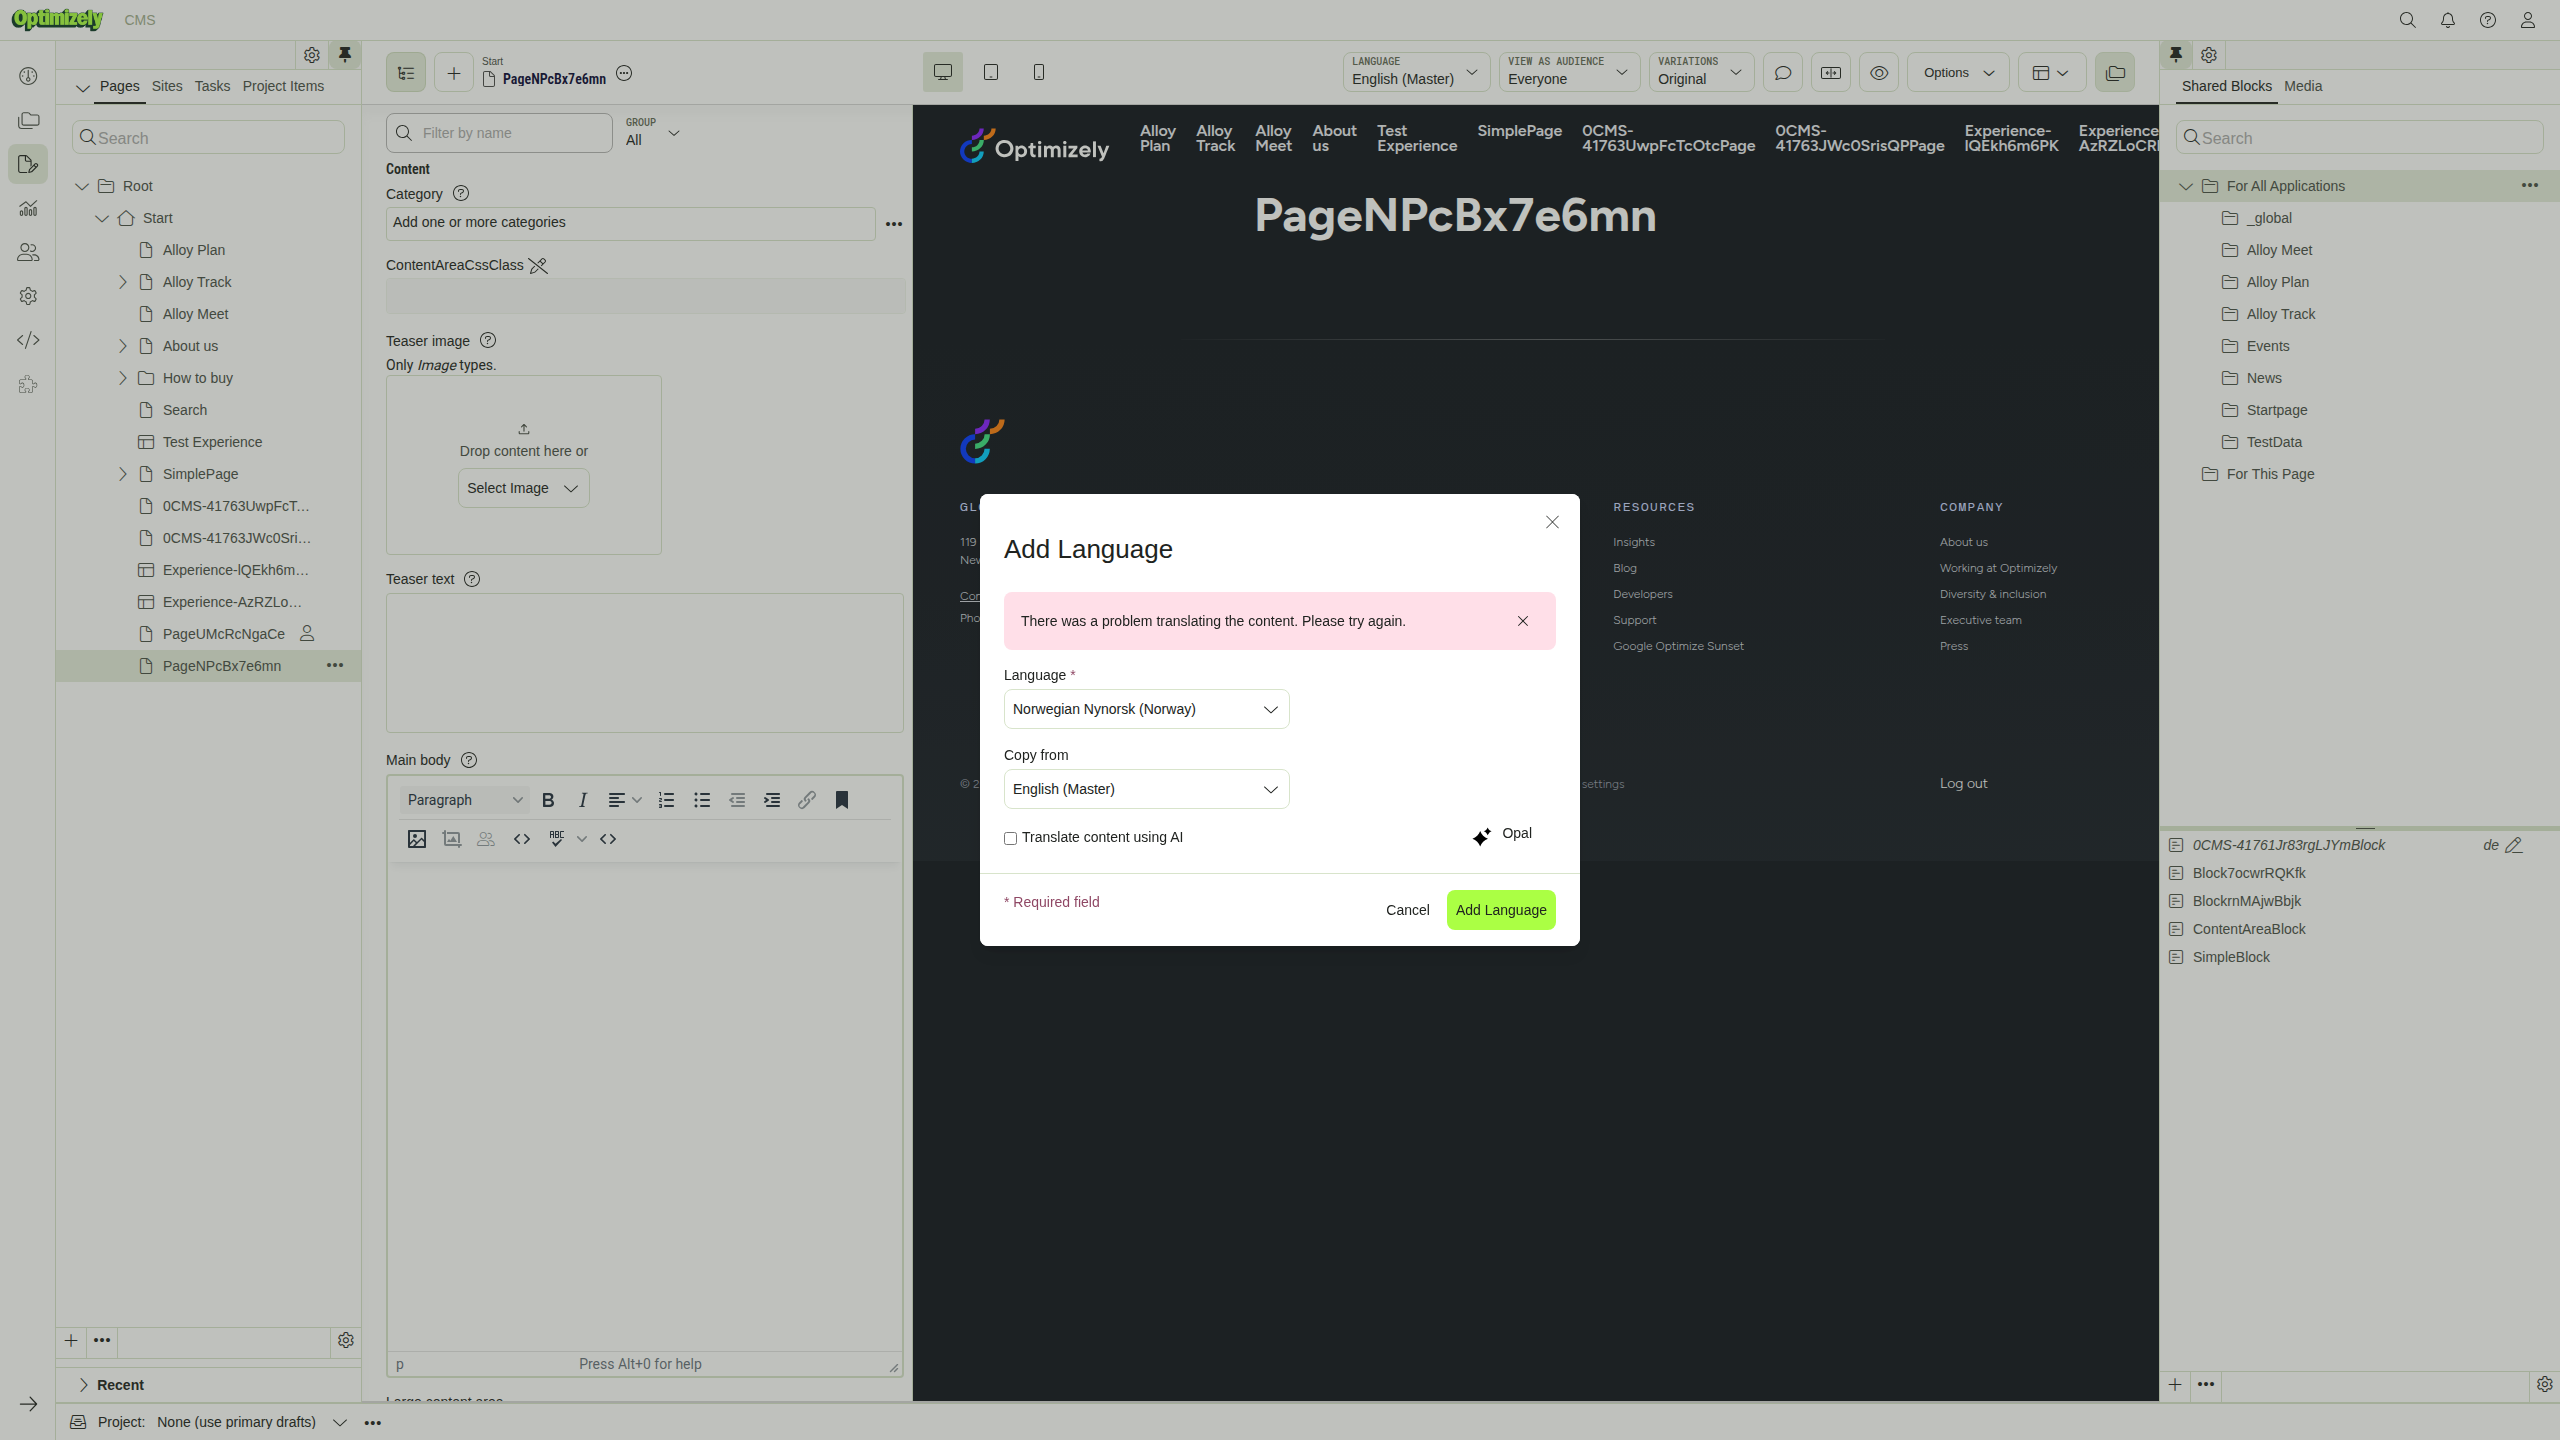 Optimizely
CMS
Pages
Sites
Tasks
Project Items
Search
Root
Start
Alloy Plan
Alloy Track
Alloy Meet
About us
How to buy
Search
Test Experience
SimplePage
0CMS-41763UwpFcT...
0CMS-41763JWc0Sri...
Experience-lQEkh6m...
Experience-AzRZLo...
PageUMcRcNgaCe
PageNPcBx7e6mn
Recent
Project:
None (use primary drafts)
Start
PageNPcBx7e6mn
LANGUAGE
English (Master)
VIEW AS AUDIENCE
Everyone
VARIATIONS
Original
Options
Filter by name
GROUP
All
Content
Category
Add one or more categories
ContentAreaCssClass
Teaser image
Only Image types.
Drop content here or
Select Image
Teaser text
Main body
Paragraph
ABC
p
Press Alt+0 for help
Large content area
Optimizely
Alloy
Plan
Alloy
Track
Alloy
Meet
About
us
Test
Experience
SimplePage
0CMS-
41763UwpFcTcOtcPage
0CMS-
41763JWc0SrisQPPage
Experience-
lQEkh6m6PK
Experience
AzRZLoCR
PageNPcBx7e6mn
119
RESOURCES
Insights
Blog
Developers
Support
Google Optimize Sunset
COMPANY
About us
Working at Optimizely
Diversity & inclusion
Executive team
Press
© 2
settings
Log out
Add Language
There was a problem translating the content. Please try again.
Language *
Norwegian Nynorsk (Norway)
Copy from
English (Master)
Translate content using AI
Opal
* Required field
Cancel
Add Language
Shared Blocks
Media
Search
For All Applications
_global
Alloy Meet
Alloy Plan
Alloy Track
Events
News
Startpage
TestData
For This Page
0CMS-41761Jr83rgLJYmBlock
de
Block7ocwrRQKfk
BlockrnMAjwBbjk
ContentAreaBlock
SimpleBlock